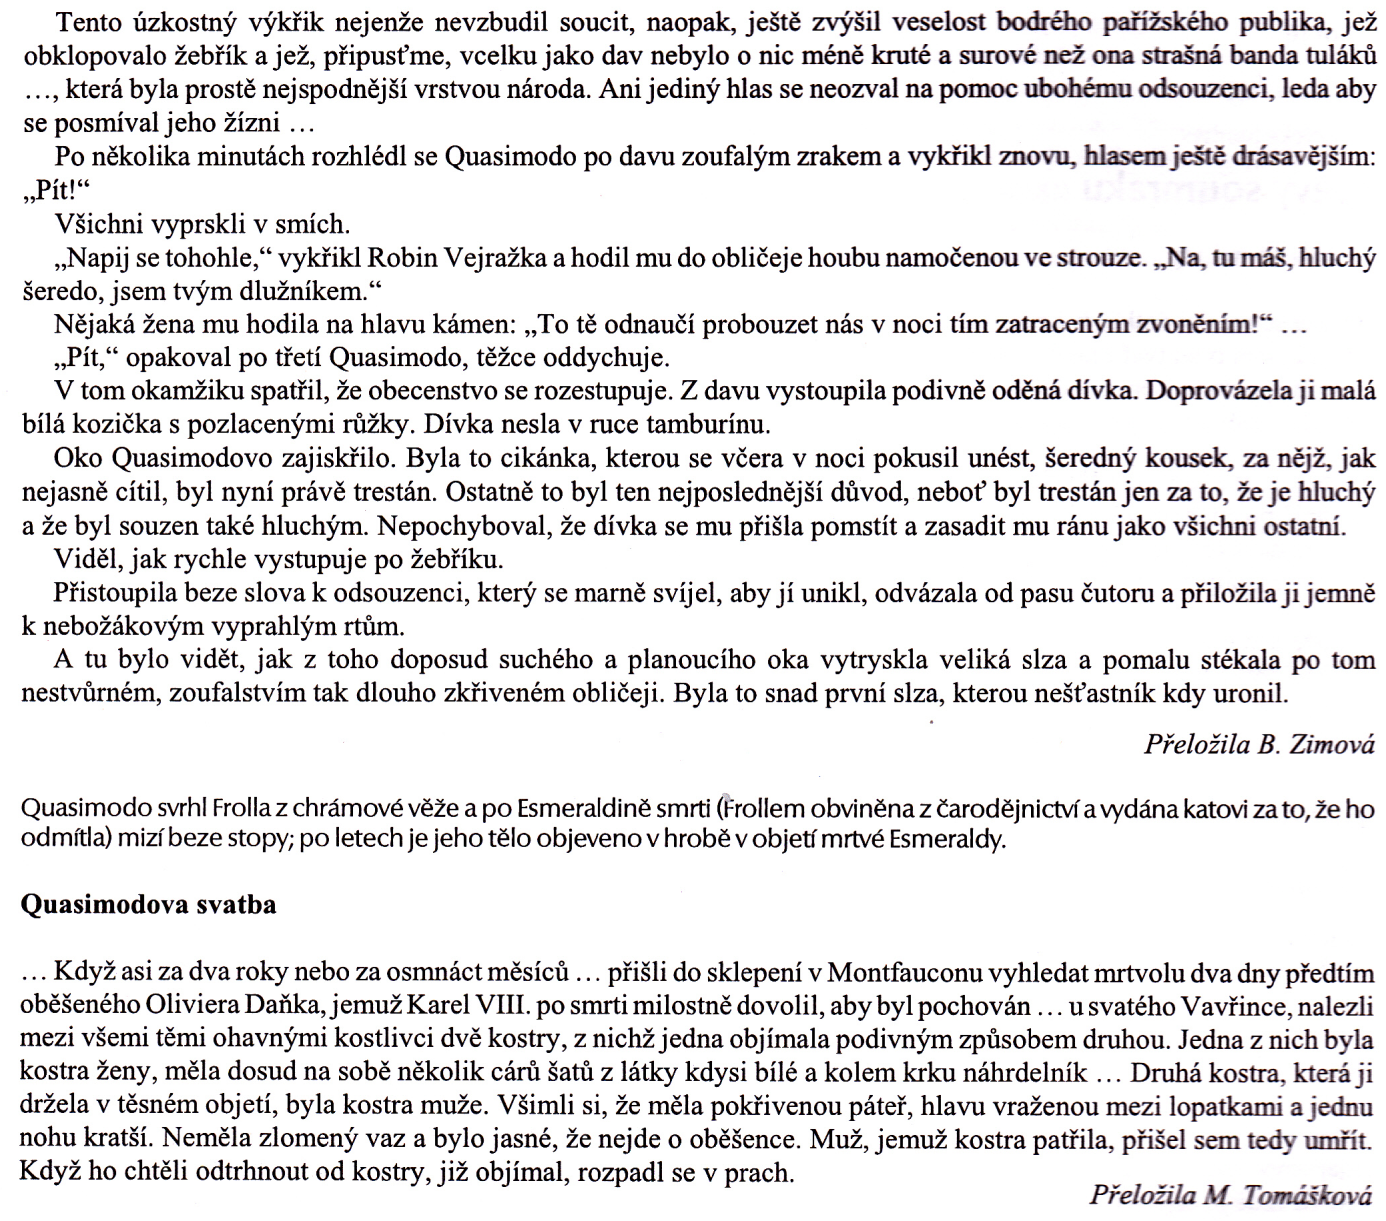 Tento úzkostný výkřik nejenže nevzbudil soucit, naopak, ještě zvýšil veselost bodrého pařížského publika, jež
obklopovalo žebřík a jež, připusťme, vcelku jako dav nebylo o nic méně kruté a surové než ona strašná banda tuláků
…, která byla prostě nejspodnější vrstvou národa. Ani jediný hlas se neozval na pomoc ubohému odsouzenci, leda aby
se posmíval jeho žízni …
Po několika minutách rozhlédl se Quasimodo po davu zoufalým zrakem a vykřikl znovu, hlasem ještě drásavějším:
„Pít!“
Všichni vyprskli v smích.
„Napij se tohohle,“ vykřikl Robin Vejražka a hodil mu do obličeje houbu namočenou ve strouze. „Na, tu máš, hluchý
šeredo, jsem tvým dlužníkem.“
Nějaká žena mu hodila na hlavu kámen: „To tě odnaučí probouzet nás v noci tím zatraceným zvoněním!“ …
„Pít,“ opakoval po třetí Quasimodo, těžce oddychuje.
V tom okamžiku spatřil, že obecenstvo se rozestupuje. Z davu vystoupila podivně oděná dívka. Doprovázela ji malá
bílá kozička s pozlacenými růžky. Dívka nesla v ruce tamburínu.
Oko Quasimodovo zajiskřilo. Byla to cikánka, kterou se včera v noci pokusil unést, šeredný kousek, za nějž, jak
nejasně cítil, byl nyní právě trestán. Ostatně to byl ten nejposlednější důvod, neboť byl trestán jen za to, že je hluchý
a že byl souzen také hluchým. Nepochyboval, že dívka se mu přišla pomstít a zasadit mu ránu jako všichni ostatní.
Viděl, jak rychle vystupuje po žebříku.
Přistoupila beze slova k odsouzenci, který se marně svíjel, aby jí unikl, odvázala od pasu čutoru a přiložila ji jemně
k nebožákovým vyprahlým rtům.
A tu bylo vidět, jak z toho doposud suchého a planoucího oka vytryskla veliká slza a pomalu stékala po tom
nestvůrném, zoufalstvím tak dlouho zkřiveném obličeji. Byla to snad první slza, kterou nešťastník kdy uronil.
Přeložila B. Zimová
Quasimodo svrhl Frolla z chrámové věže a po Esmeraldině smrti (Frollem obviněna z čarodějnictví a vydána katovi za to, že ho
odmítla) mizí beze stopy; po letech je jeho tělo objeveno v hrobě v objetí mrtvé Esmeraldy.
Quasimodova svatba
… Když asi za dva roky nebo za osmnáct měsíců … přišli do sklepení v Montfauconu vyhledat mrtvolu dva dny předtím
oběšeného Oliviera Daňka, jemuž Karel VIII. po smrti milostně dovolil, aby byl pochován … u svatého Vavřince, nalezli
mezi všemi těmi ohavnými kostlivci dvě kostry, z nichž jedna objímala podivným způsobem druhou. Jedna z nich byla
kostra ženy, měla dosud na sobě několik cárů šatů z látky kdysi bílé a kolem krku náhrdelník … Druhá kostra, která ji
držela v těsném objetí, byla kostra muže. Všimli si, že měla pokřivenou páteř, hlavu vraženou mezi lopatkami a jednu
nohu kratší. Neměla zlomený vaz a bylo jasné, že nejde o oběšence. Muž, jemuž kostra patřila, přišel sem tedy umřít.
Když ho chtěli odtrhnout od kostry, již objímal, rozpadl se v prach.
Přeložila M. Tomášková